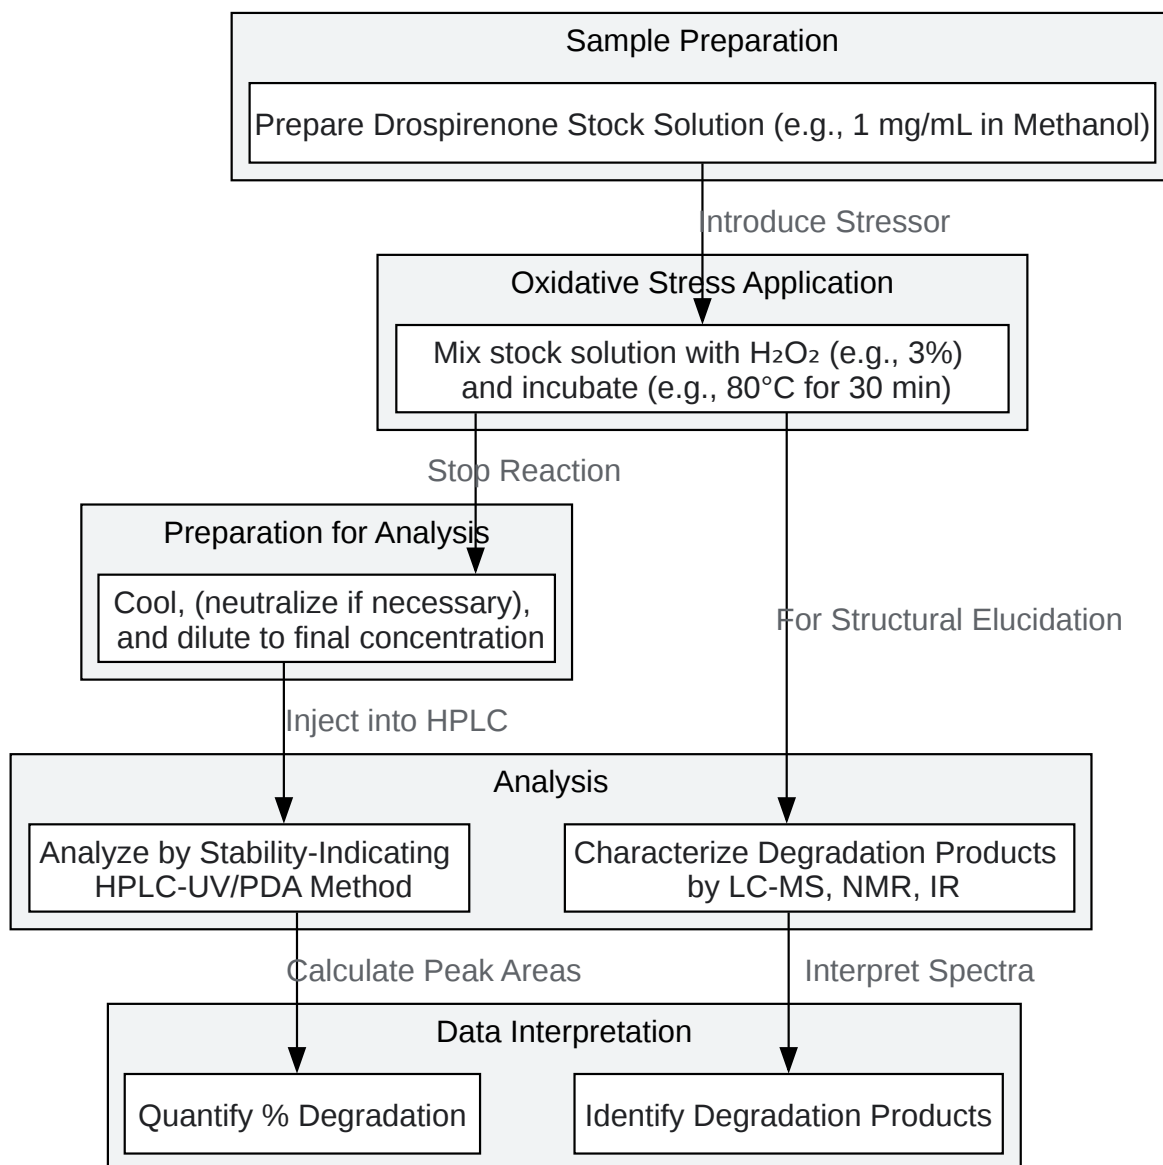 Sample Preparation
Prepare Drospirenone Stock Solution (e.g., 1 mg/mL in Methanol)
Introduce Stressor
Oxidative Stress Application
Mix stock solution with H₂O₂ (e.g., 3%)
and incubate (e.g., 80°C for 30 min)
Stop Reaction
Preparation for Analysis
Cool, (neutralize if necessary),
and dilute to final concentration
For Structural Elucidation
Inject into HPLC
Analysis
Analyze by Stability-Indicating
HPLC-UV/PDA Method
Characterize Degradation Products
by LC-MS, NMR, IR
Calculate Peak Areas
Interpret Spectra
Data Interpretation
Quantify % Degradation
Identify Degradation Products